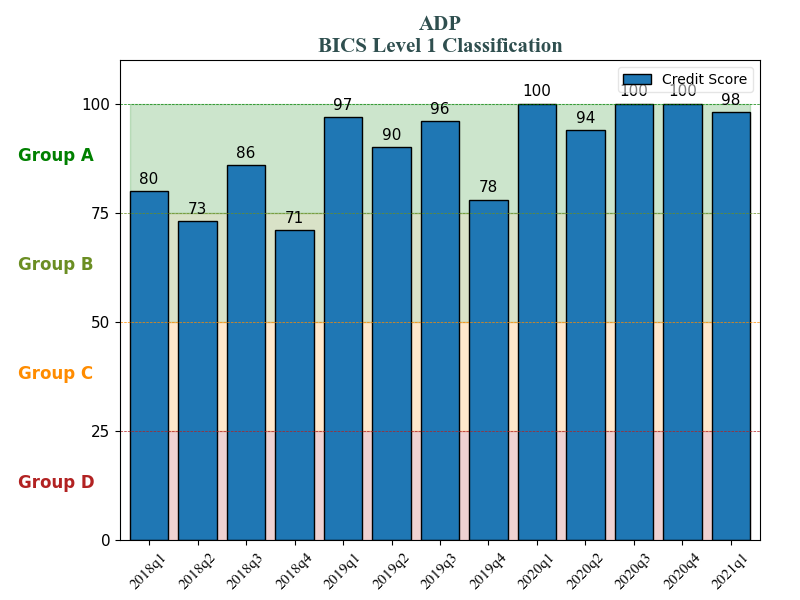 ADP
BICS Level 1 Classification
Credit Score
100
75
50
25
0
Group A
Group B
Group C
Group D
80
73
86
71
97
90
96
78
100
94
100
100
98
2018q1
2018q2
2018q3
2018q4
2019q1
2019q2
2019q3
2019q4
2020q1
2020q2
2020q3
2020q4
2021q1